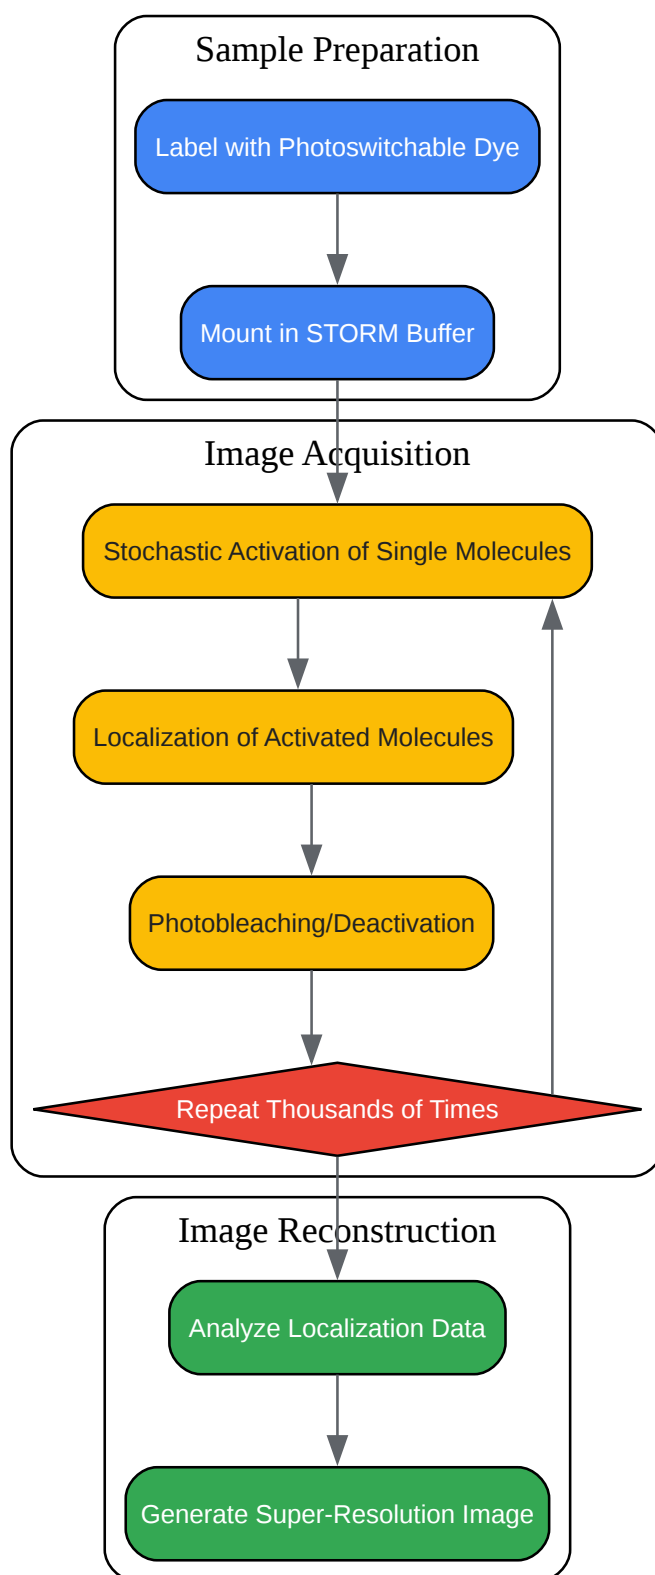 Sample Preparation
Label with Photoswitchable Dye
Mount in STORM Buffer
Image Acquisition
Stochastic Activation of Single Molecules
Localization of Activated Molecules
Photobleaching/Deactivation
Repeat Thousands of Times
Image Reconstruction
Analyze Localization Data
Generate Super-Resolution Image